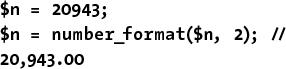 $n = 20943;
$n = number_format($n, 2); //
20,943.00